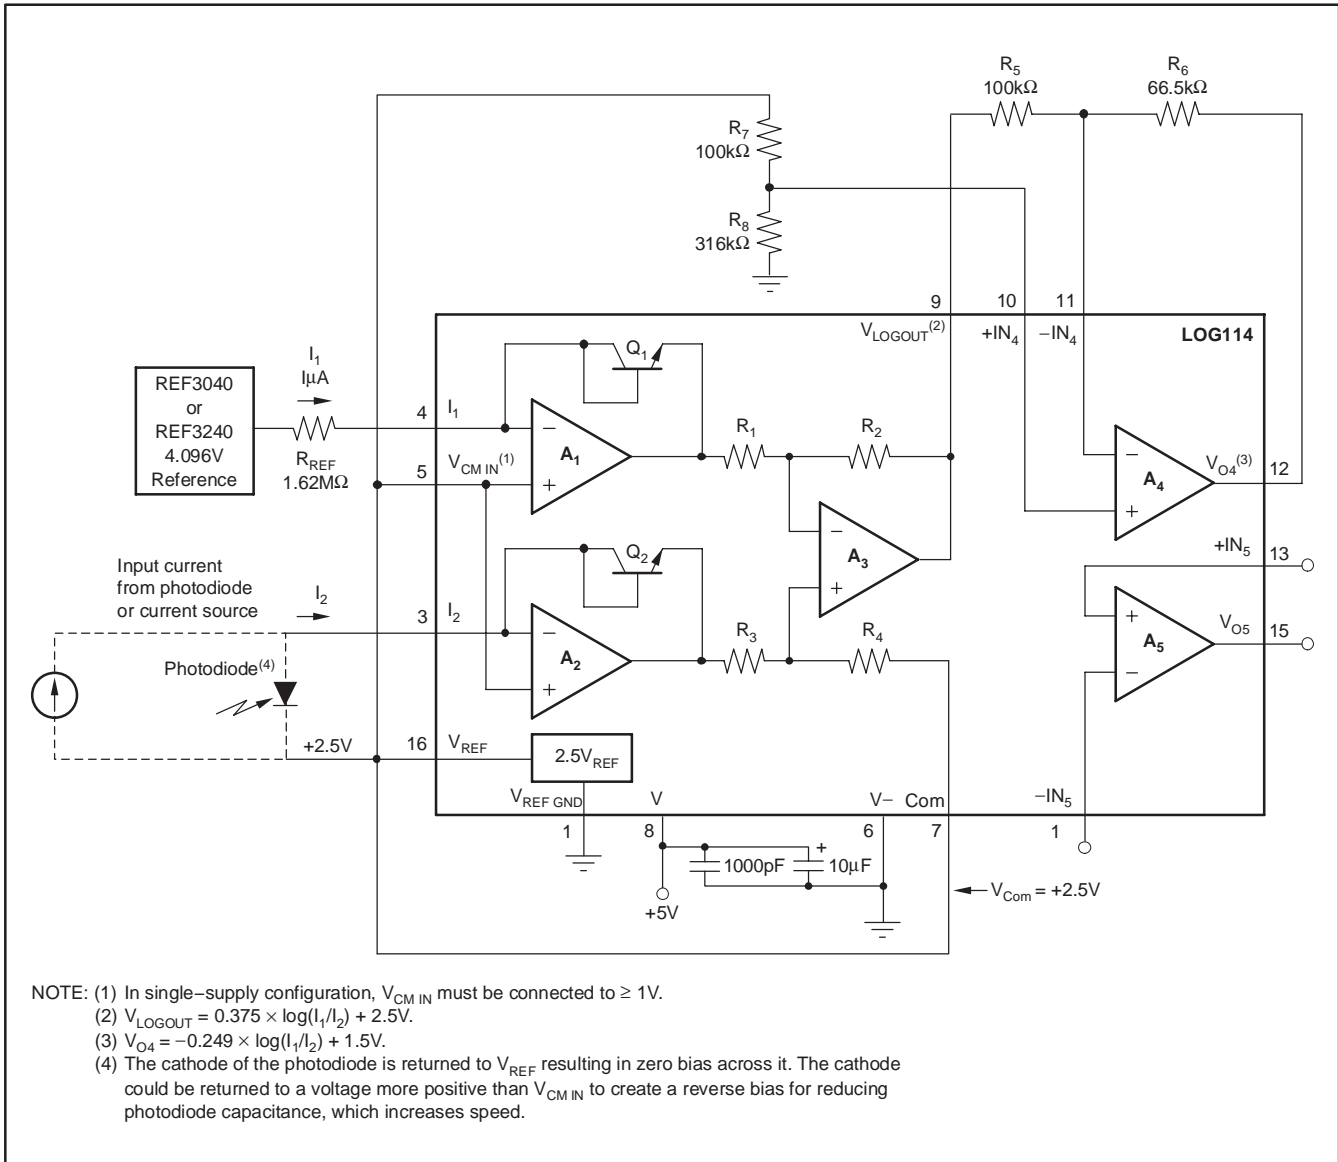 R5
100kΩ
R6
66.5kΩ
R7
100kΩ
R8
316kΩ
9
10
11
VLOGOUT(2)
+IN4
−IN4
LOG114
I1
IμA
REF3040
or
REF3240
4.096V
Reference
RREF
1.62MΩ
4
I1
5
VCM IN(1)
Q1
−
A1
+
R1
R2
−
A3
+
−
A4
+
VO4(3)
12
Input current
from photodiode
or current source
I2
3
I2
Q2
−
A2
+
R3
R4
+IN5
13
+
A5
−
VO5
15
Photodiode(4)
+2.5V
16
VREF
2.5VREF
VREF GND
1
V
8
V−
6
Com
7
−IN5
1
1000pF
+
10μF
+5V
VCom = +2.5V
NOTE: (1) In single−supply configuration, VCM IN must be connected to ≥ 1V.
(2) VLOGOUT = 0.375 × log(I1/I2) + 2.5V.
(3) VO4 = −0.249 × log(I1/I2) + 1.5V.
(4) The cathode of the photodiode is returned to VREF resulting in zero bias across it. The cathode
could be returned to a voltage more positive than VCM IN to create a reverse bias for reducing
photodiode capacitance, which increases speed.